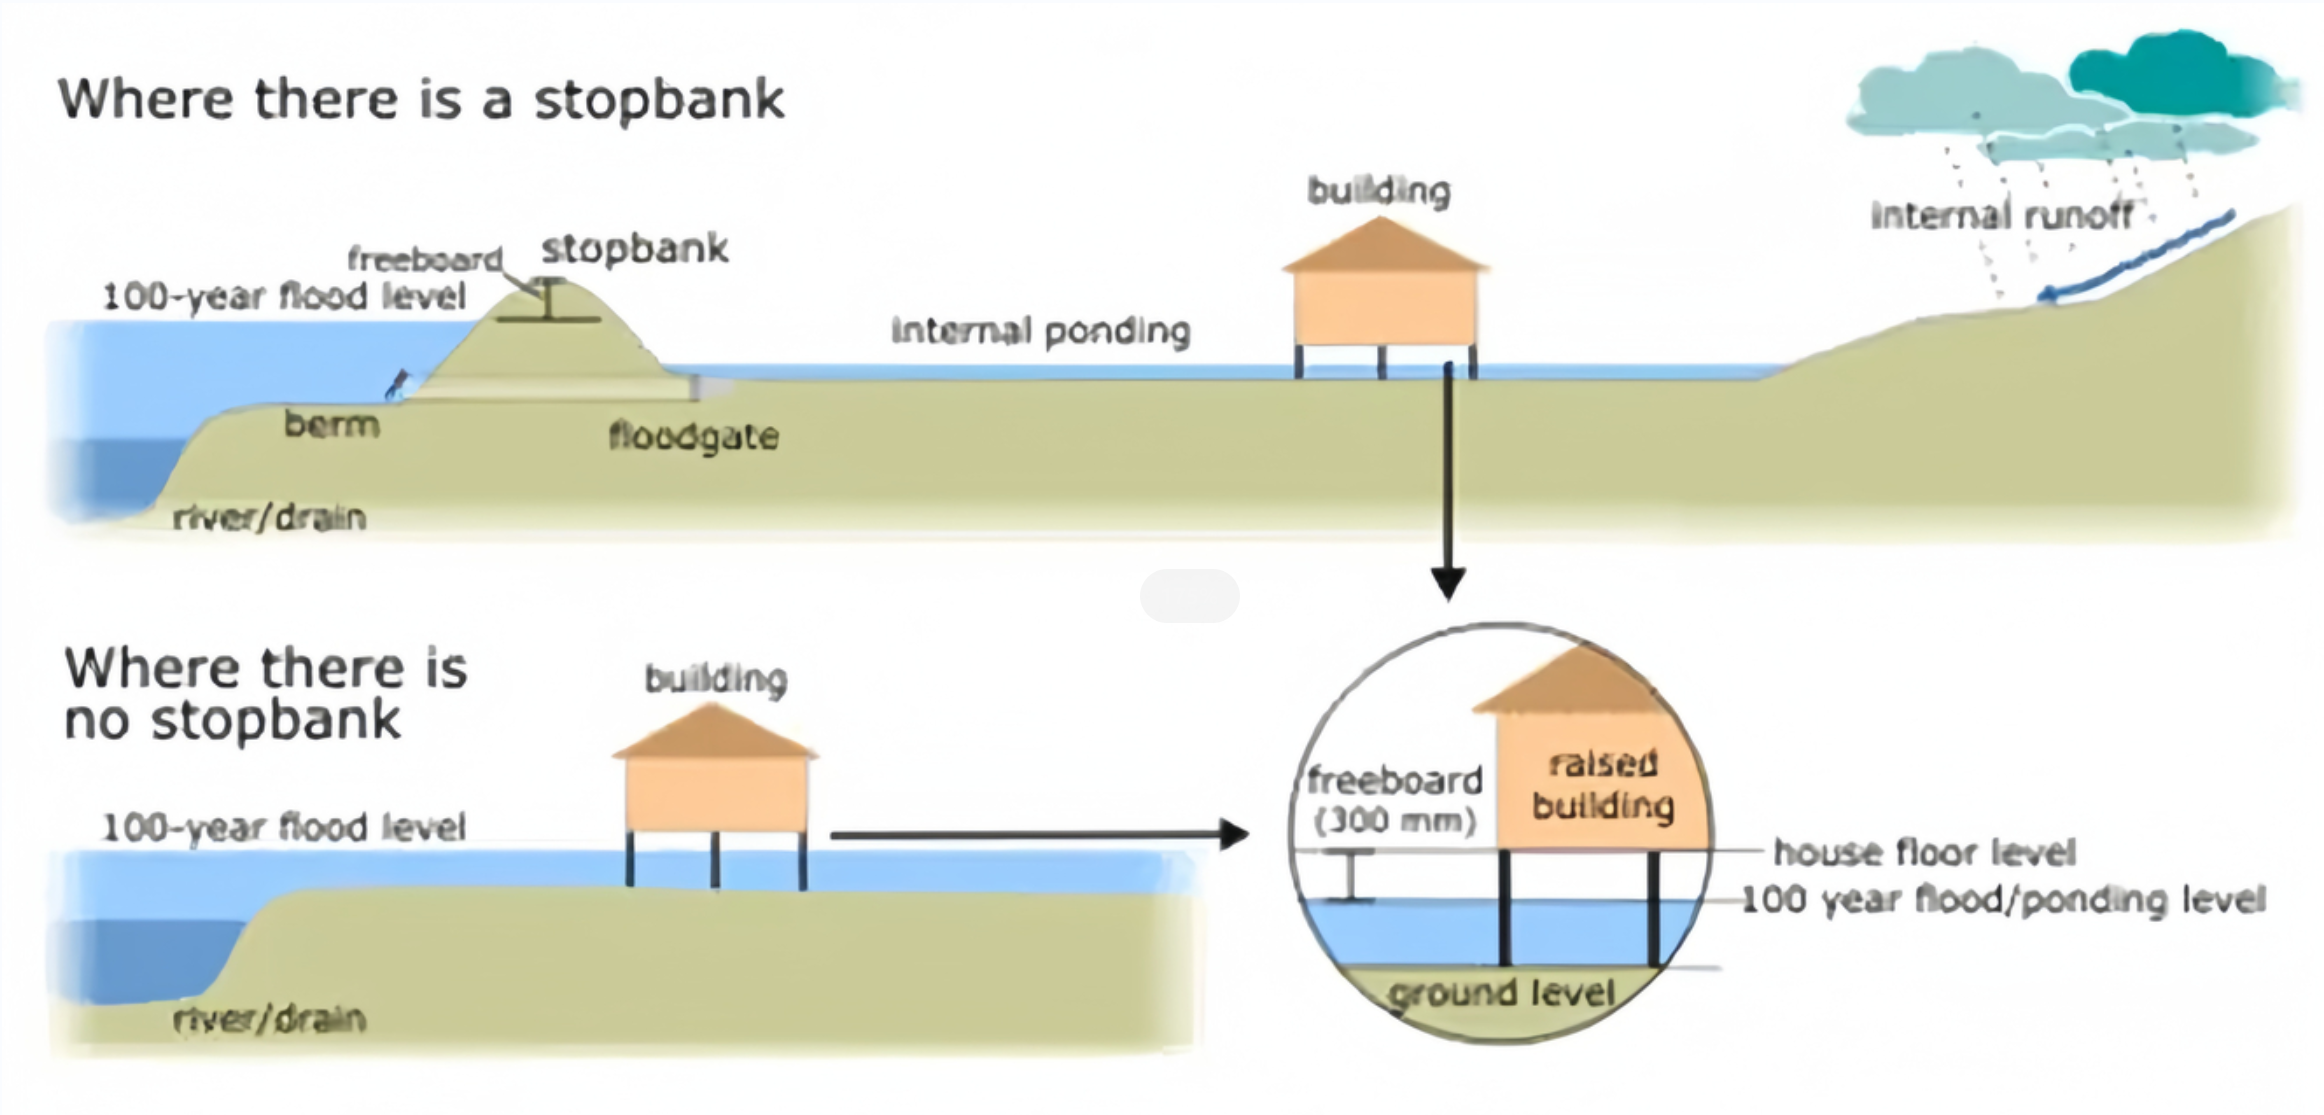 Where there is a stopbank
building
internal runoff
freeboard
stopbank
100-year flood level
internal ponding
berm
floodgate
river/drain
Where there is
no stopbank
building
100-year flood level
river/drain
freeboard
(300 mm)
raised
building
house floor level
100 year flood/ponding level
ground level